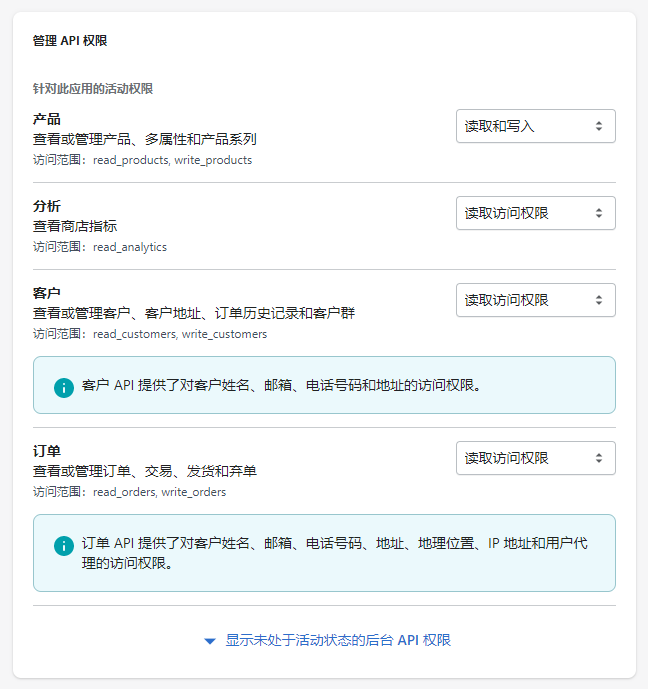 管理 API 权限
针对此应用的活动权限
产品
查看或管理产品、多属性和产品系列
访问范围：read_products, write_products
读取和写入
分析
查看商店指标
访问范围：read_analytics
读取访问权限
客户
查看或管理客户、客户地址、订单历史记录和客户群
访问范围：read_customers, write_customers
读取访问权限
客户 API 提供了对客户姓名、邮箱、电话号码和地址的访问权限。
订单
查看或管理订单、交易、发货和弃单
访问范围：read_orders, write_orders
读取访问权限
订单 API 提供了对客户姓名、邮箱、电话号码、地址、地理位置、IP 地址和用户代
理的访问权限。
显示未处于活动状态的后台 API 权限